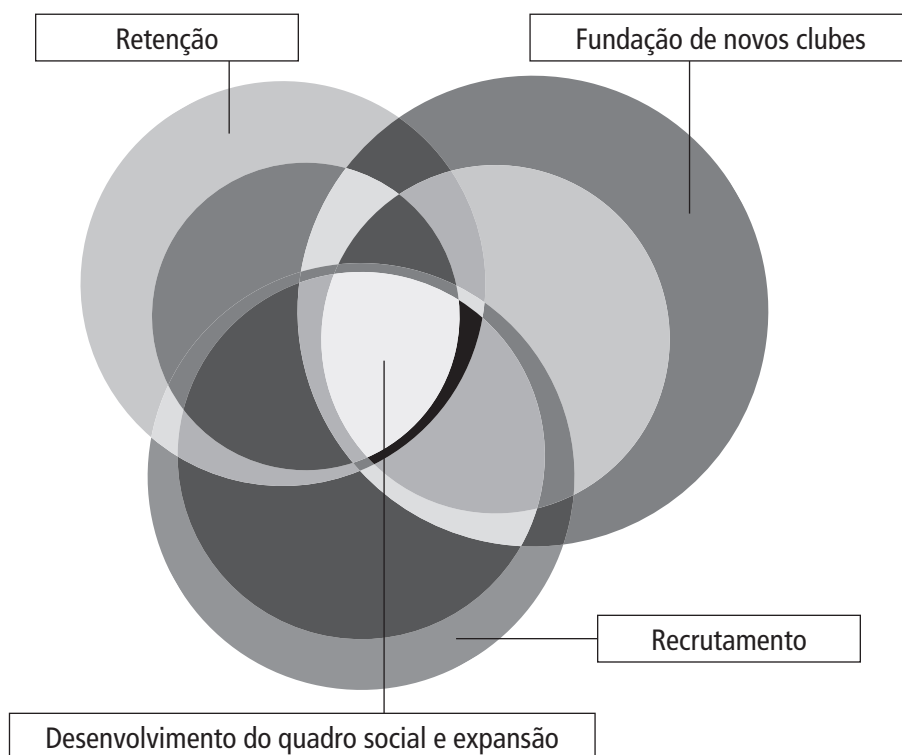 Retenção
Fundação de novos clubes
Recrutamento
Desenvolvimento do quadro social e expansão